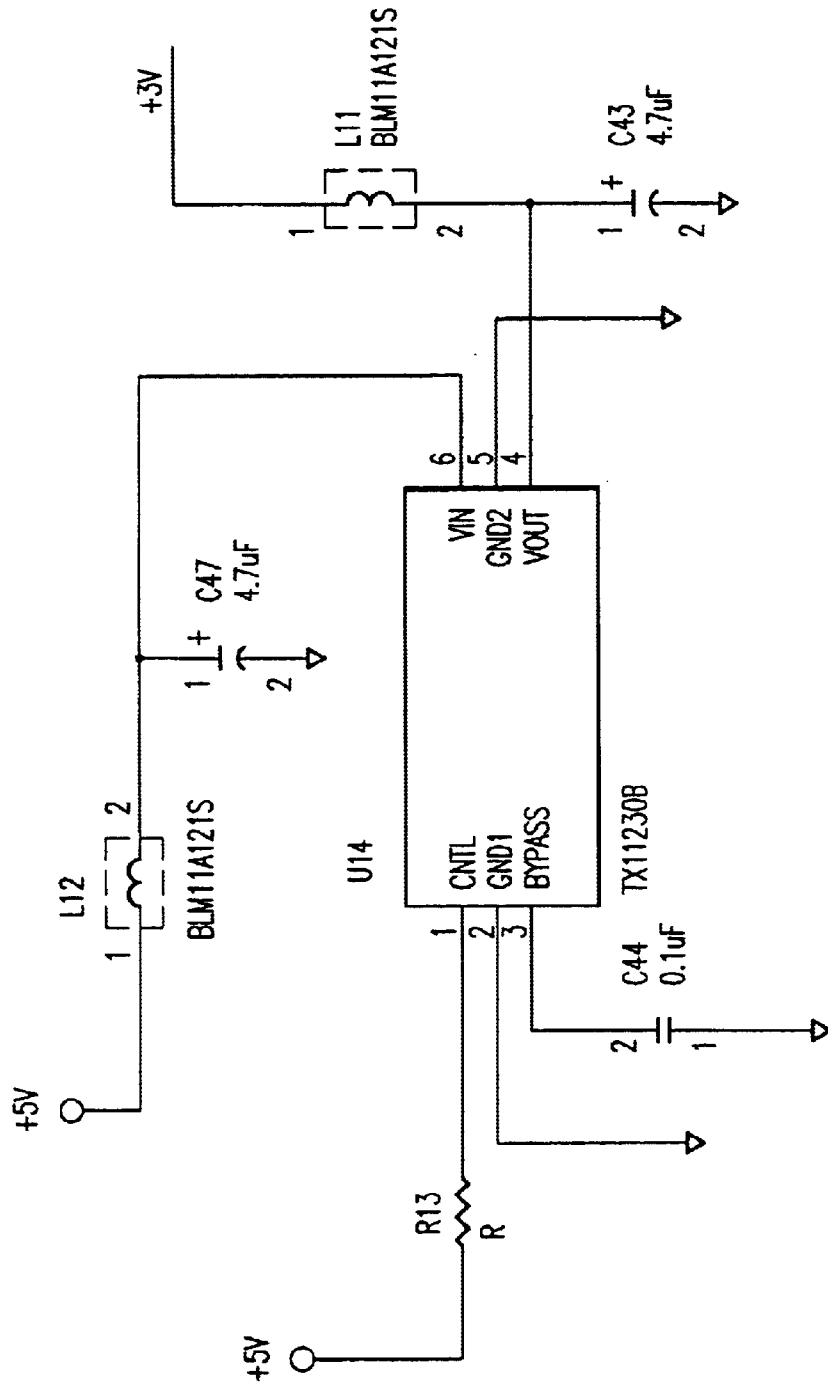 +5V
L12
1
2
BLM11A121S
C47
4.7uF
+
1
2
+3V
L11
BLM11A121S
1
2
C43
4.7uF
+
1
2
+5V
R13
R
U14
CNTL
GND1
BYPASS
1
2
3
VIN
GND2
VOUT
6
5
4
TX11230B
C44
0.1uF
2
1